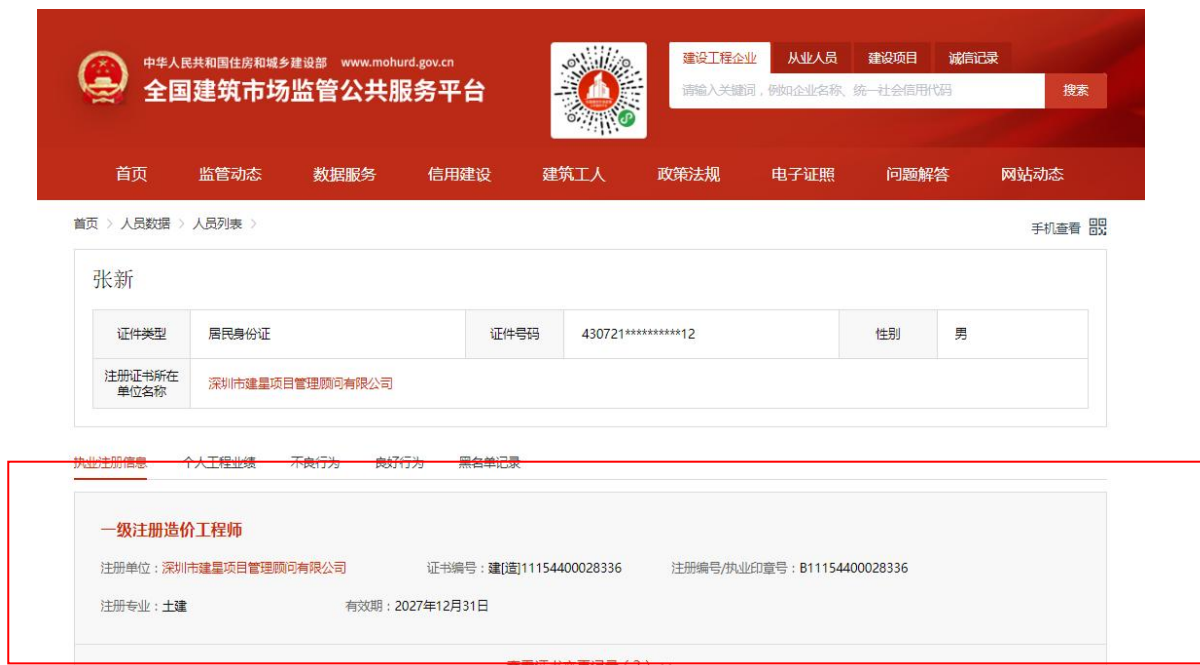 中华人民共和国住房和城乡建设部 www.mohurd.gov.cn
全国建筑市场监管公共服务平台
建设工程企业 从业人员 建设项目 诚信记录
请输入关键词，例如企业名称、统一社会信用代码 搜索
首页 监管动态 数据服务 信用建设 建筑工人 政策法规 电子证照 问题解答 网站动态
首页 > 人员数据 > 人员列表 >
手机查看
张新
证件类型 居民身份证 证件号码 430721**********12 性别 男
注册证书所在
单位名称
深圳市建星项目管理顾问有限公司
执业注册信息 个人工程业绩 不良行为 良好行为 黑名单记录
一级注册造价工程师
注册单位：深圳市建星项目管理顾问有限公司 证书编号：建[造]11154400028336 注册编号/执业印章号：B11154400028336
注册专业：土建 有效期：2027年12月31日